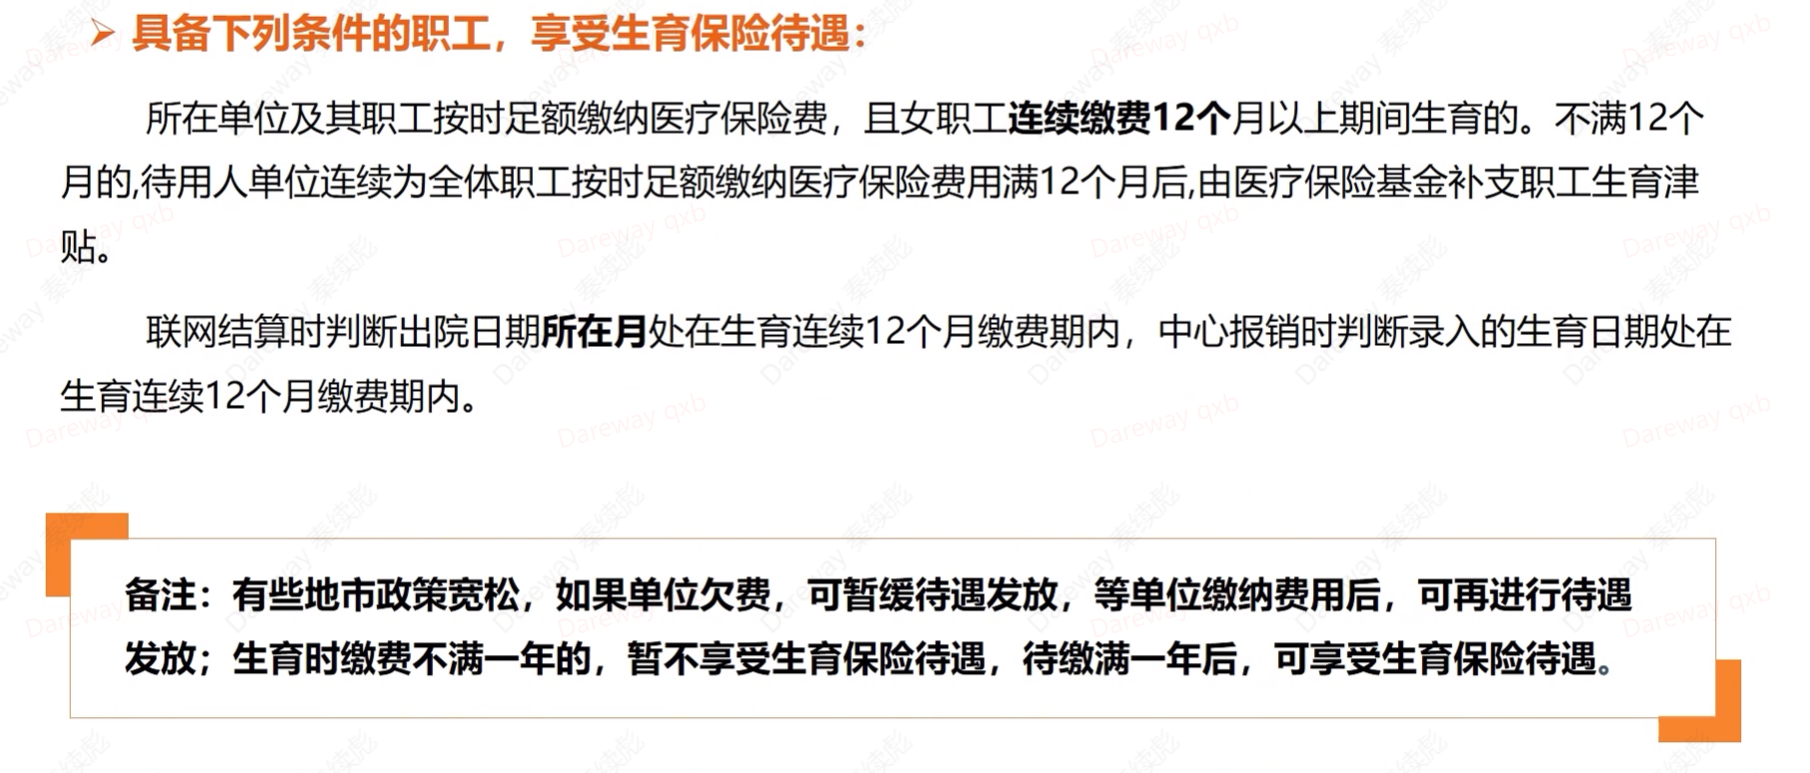 具备下列条件的职工，享受生育保险待遇：
所在单位及其职工按时足额缴纳医疗保险费，且女职工连续缴费12个月以上期间生育的。不满12个
月的,待用人单位连续为全体职工按时足额缴纳医疗保险费用满12个月后,由医疗保险基金补支职工生育津
贴。
联网结算时判断出院日期所在月处在生育连续12个月缴费期内，中心报销时判断录入的生育日期处在
生育连续12个月缴费期内。
备注：有些地市政策宽松，如果单位欠费，可暂缓待遇发放，等单位缴纳费用后，可再进行待遇
发放；生育时缴费不满一年的，暂不享受生育保险待遇，待缴满一年后，可享受生育保险待遇。
Dareway qxb
Dareway 秦续彪